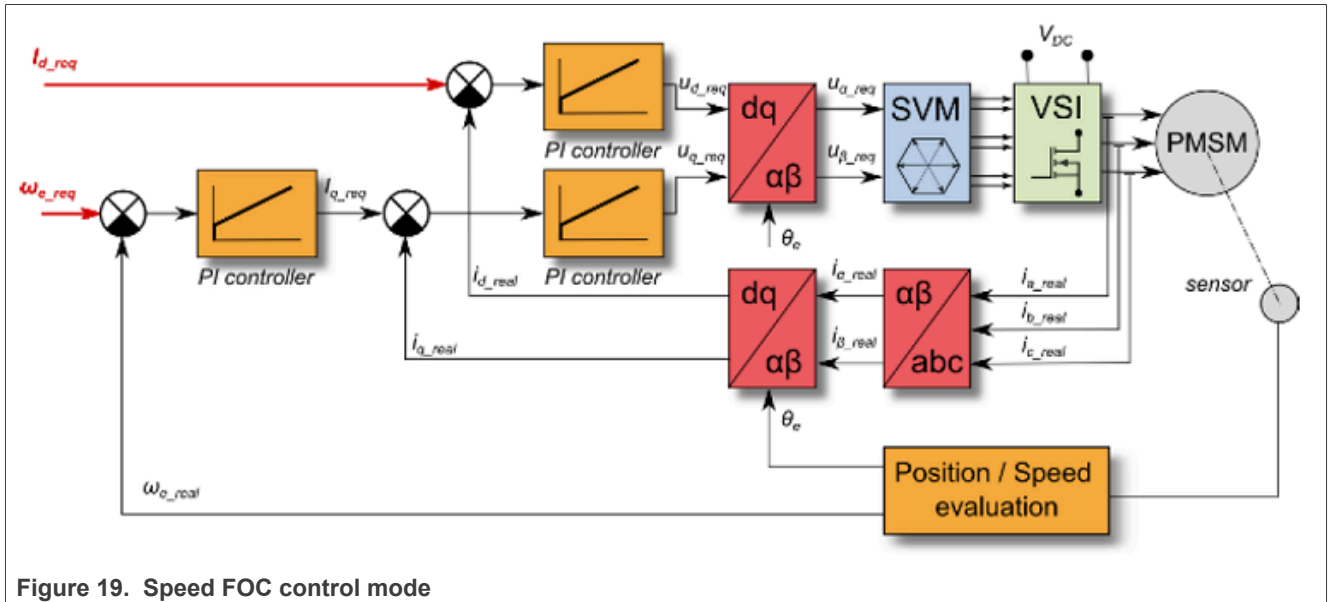 V_DC
I_d_req
u_d_req
u_α_req
dq
SVM
VSI
PMSM
PI controller
u_q_req
u_β_req
αβ
ω_e_req
I_q_req
PI controller
PI controller
θ_e
i_d_real
i_α_real
i_a_real
sensor
dq
αβ
i_b_real
i_q_real
i_β_real
i_c_real
αβ
abc
θ_e
Position / Speed
evaluation
ω_e_real
Figure 19. Speed FOC control mode